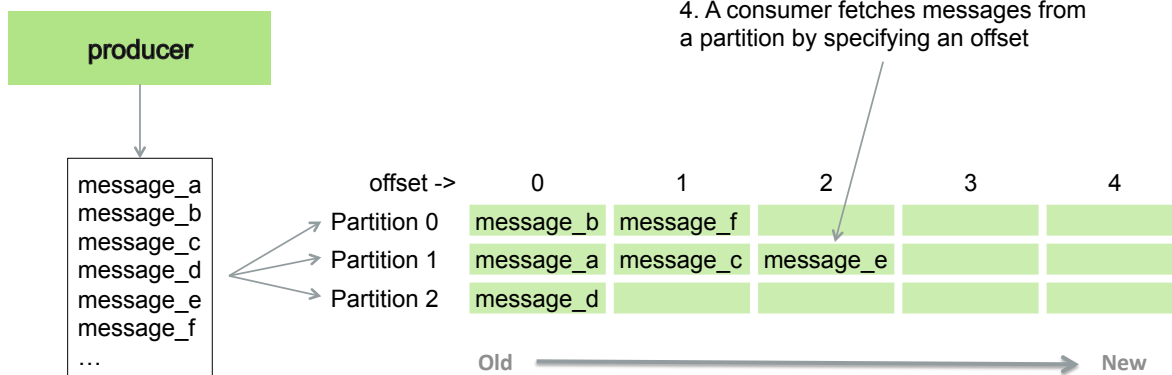 4. A consumer fetches messages from
a partition by specifying an offset
producer
message_a
message_b
message_c
message_d
message_e
message_f
…
offset -> 0 1 2 3 4
Partition 0 message_b message_f
Partition 1 message_a message_c message_e
Partition 2 message_d
Old New